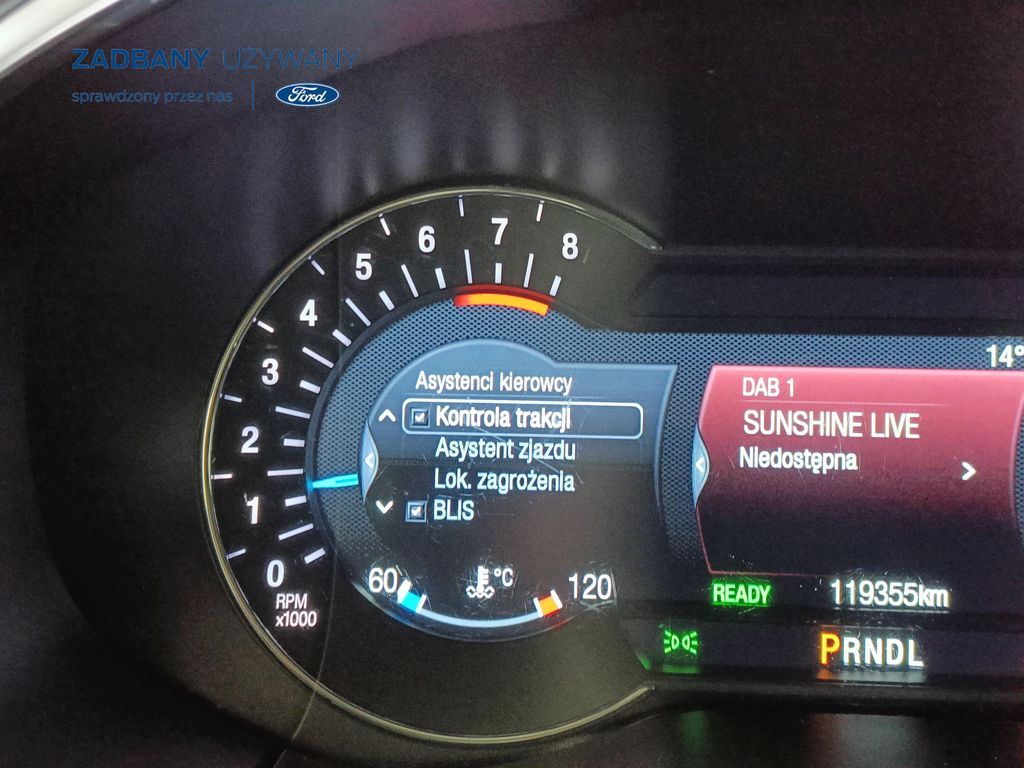 ZADBANY UŻYWANY
sprawdzony przez nas
Ford
0
1
2
3
4
5
6
7
8
RPM
x1000
14°
Asystenci kierowcy
Kontrola trakcji
Asystent zjazdu
Lok. zagrożenia
BLIS
DAB 1
SUNSHINE LIVE
Niedostępna
60 °C 120
READY 119355km
PRNDL